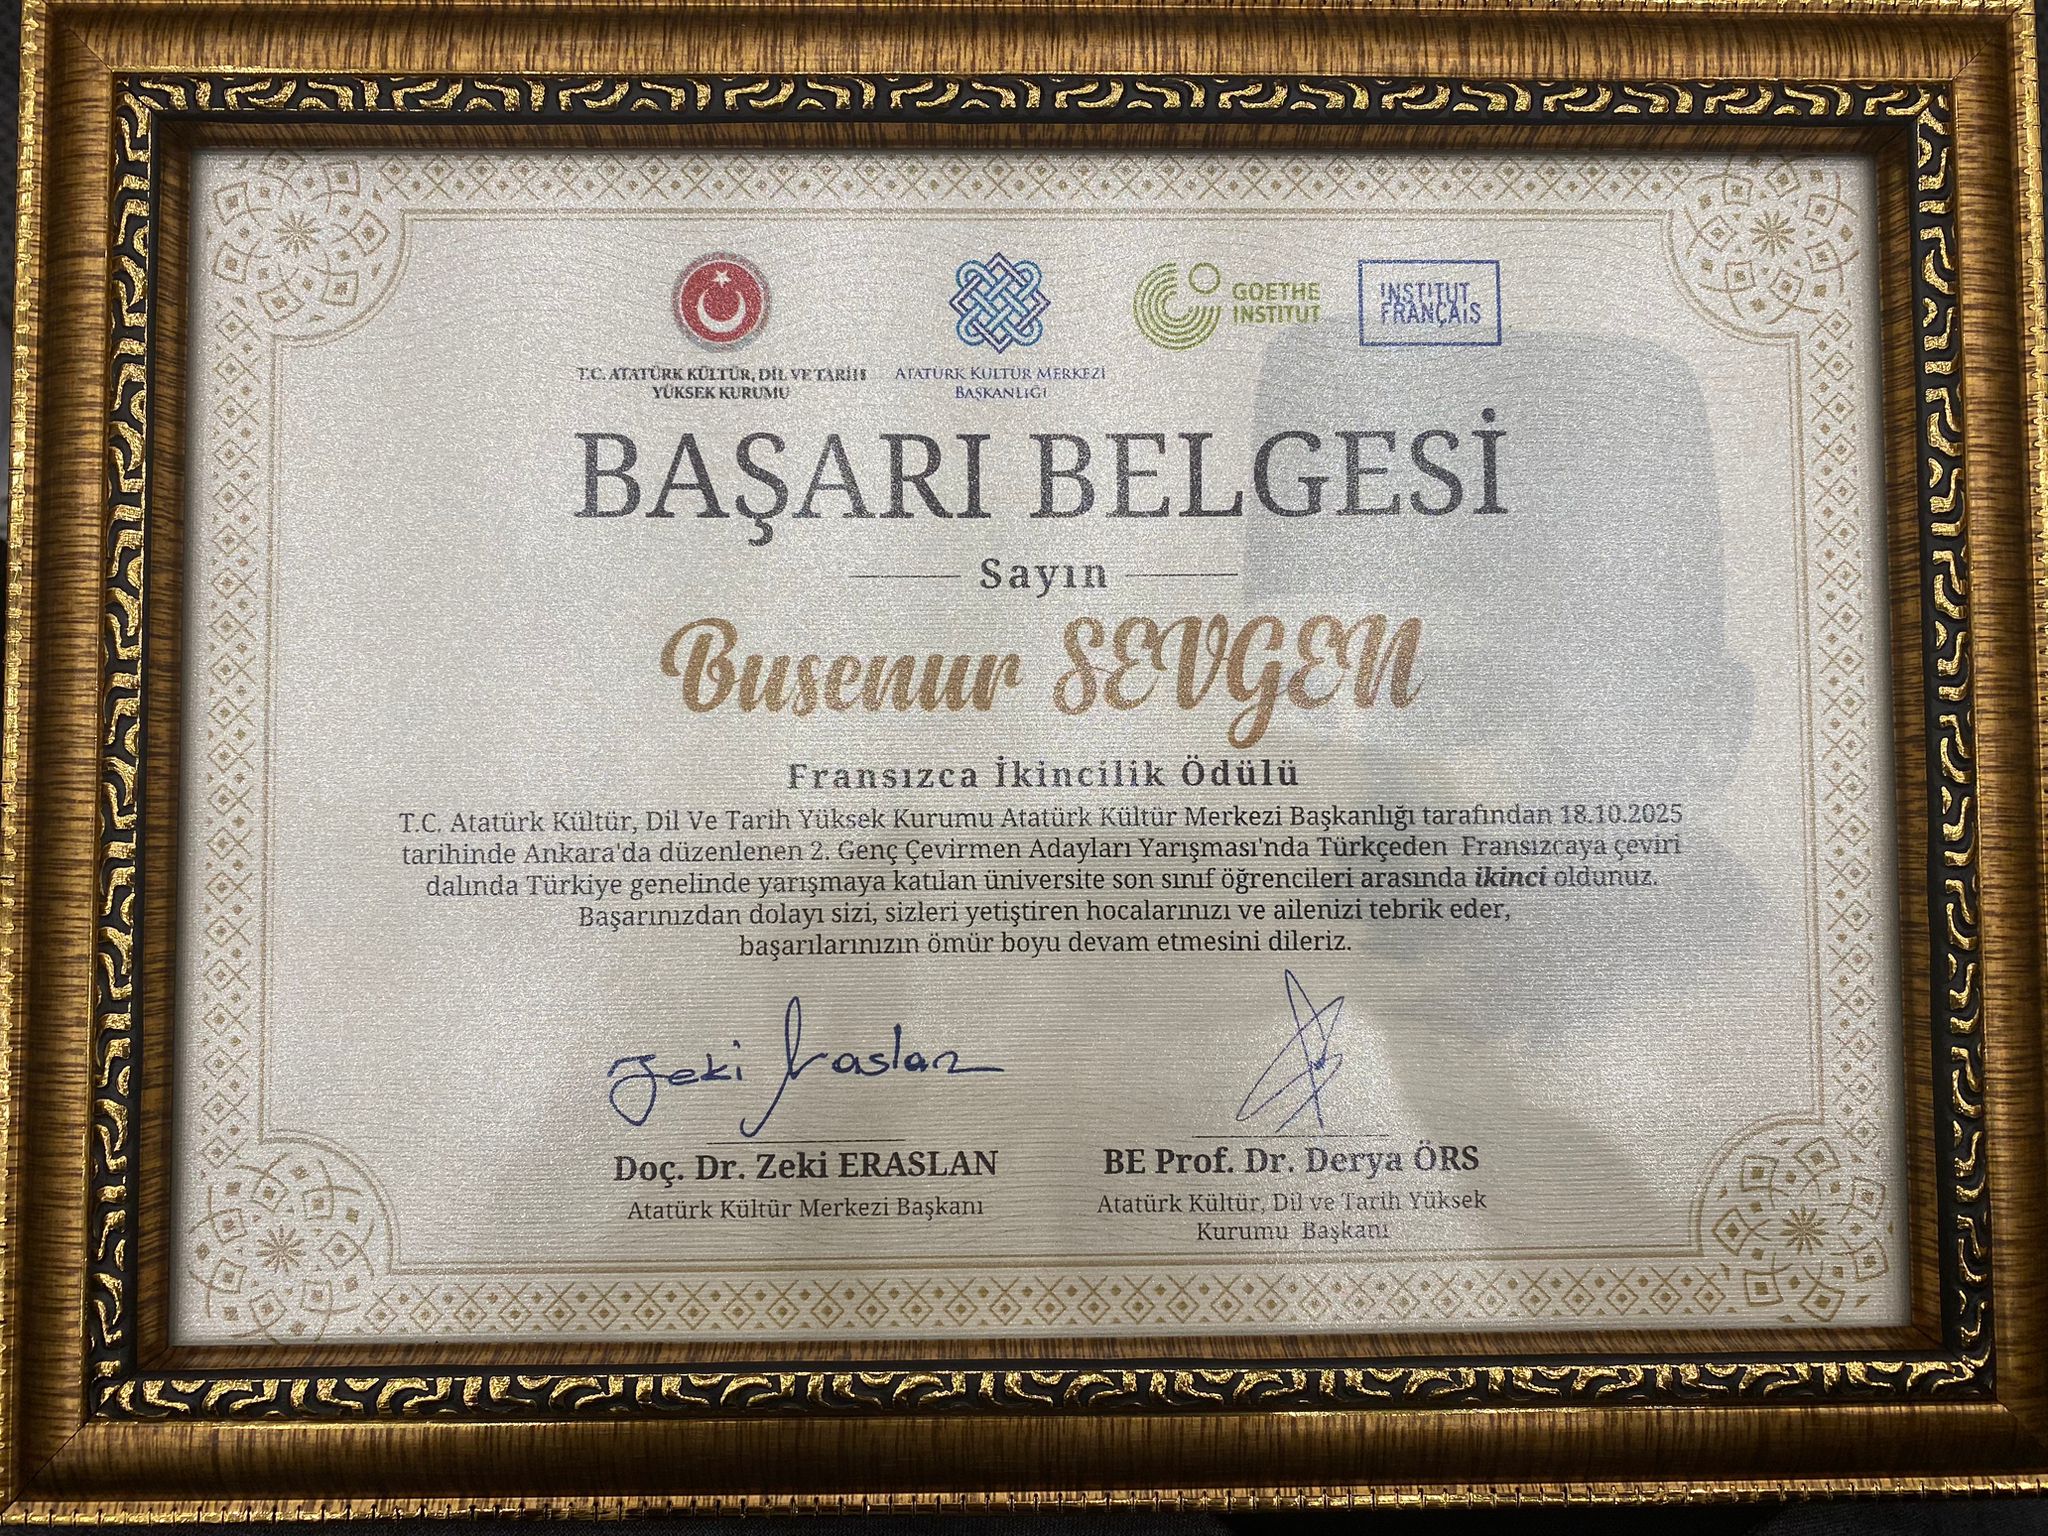 T.C. ATATÜRK KÜLTÜR, DİL VE TARİH
YÜKSEK KURUMU
ATATÜRK KÜLTÜR MERKEZİ
BAŞKANLIĞI
GOETHE
INSTITUT
INSTITUT
FRANÇAIS
BAŞARI BELGESİ
Sayın
Busenur SEVGEN
Fransızca İkincilik Ödülü
T.C. Atatürk Kültür, Dil Ve Tarih Yüksek Kurumu Atatürk Kültür Merkezi Başkanlığı tarafından 18.10.2025
tarihinde Ankara'da düzenlenen 2. Genç Çevirmen Adayları Yarışması'nda Türkçeden Fransızcaya çeviri
dalında Türkiye genelinde yarışmaya katılan üniversite son sınıf öğrencileri arasında ikinci oldunuz.
Başarınızdan dolayı sizi, sizleri yetiştiren hocalarınızı ve ailenizi tebrik eder,
başarılarınızın ömür boyu devam etmesini dileriz.
Zeki Eraslan
Doç. Dr. Zeki ERASLAN
Atatürk Kültür Merkezi Başkanı
BE Prof. Dr. Derya ÖRS
Atatürk Kültür, Dil ve Tarih Yüksek
Kurumu Başkanı